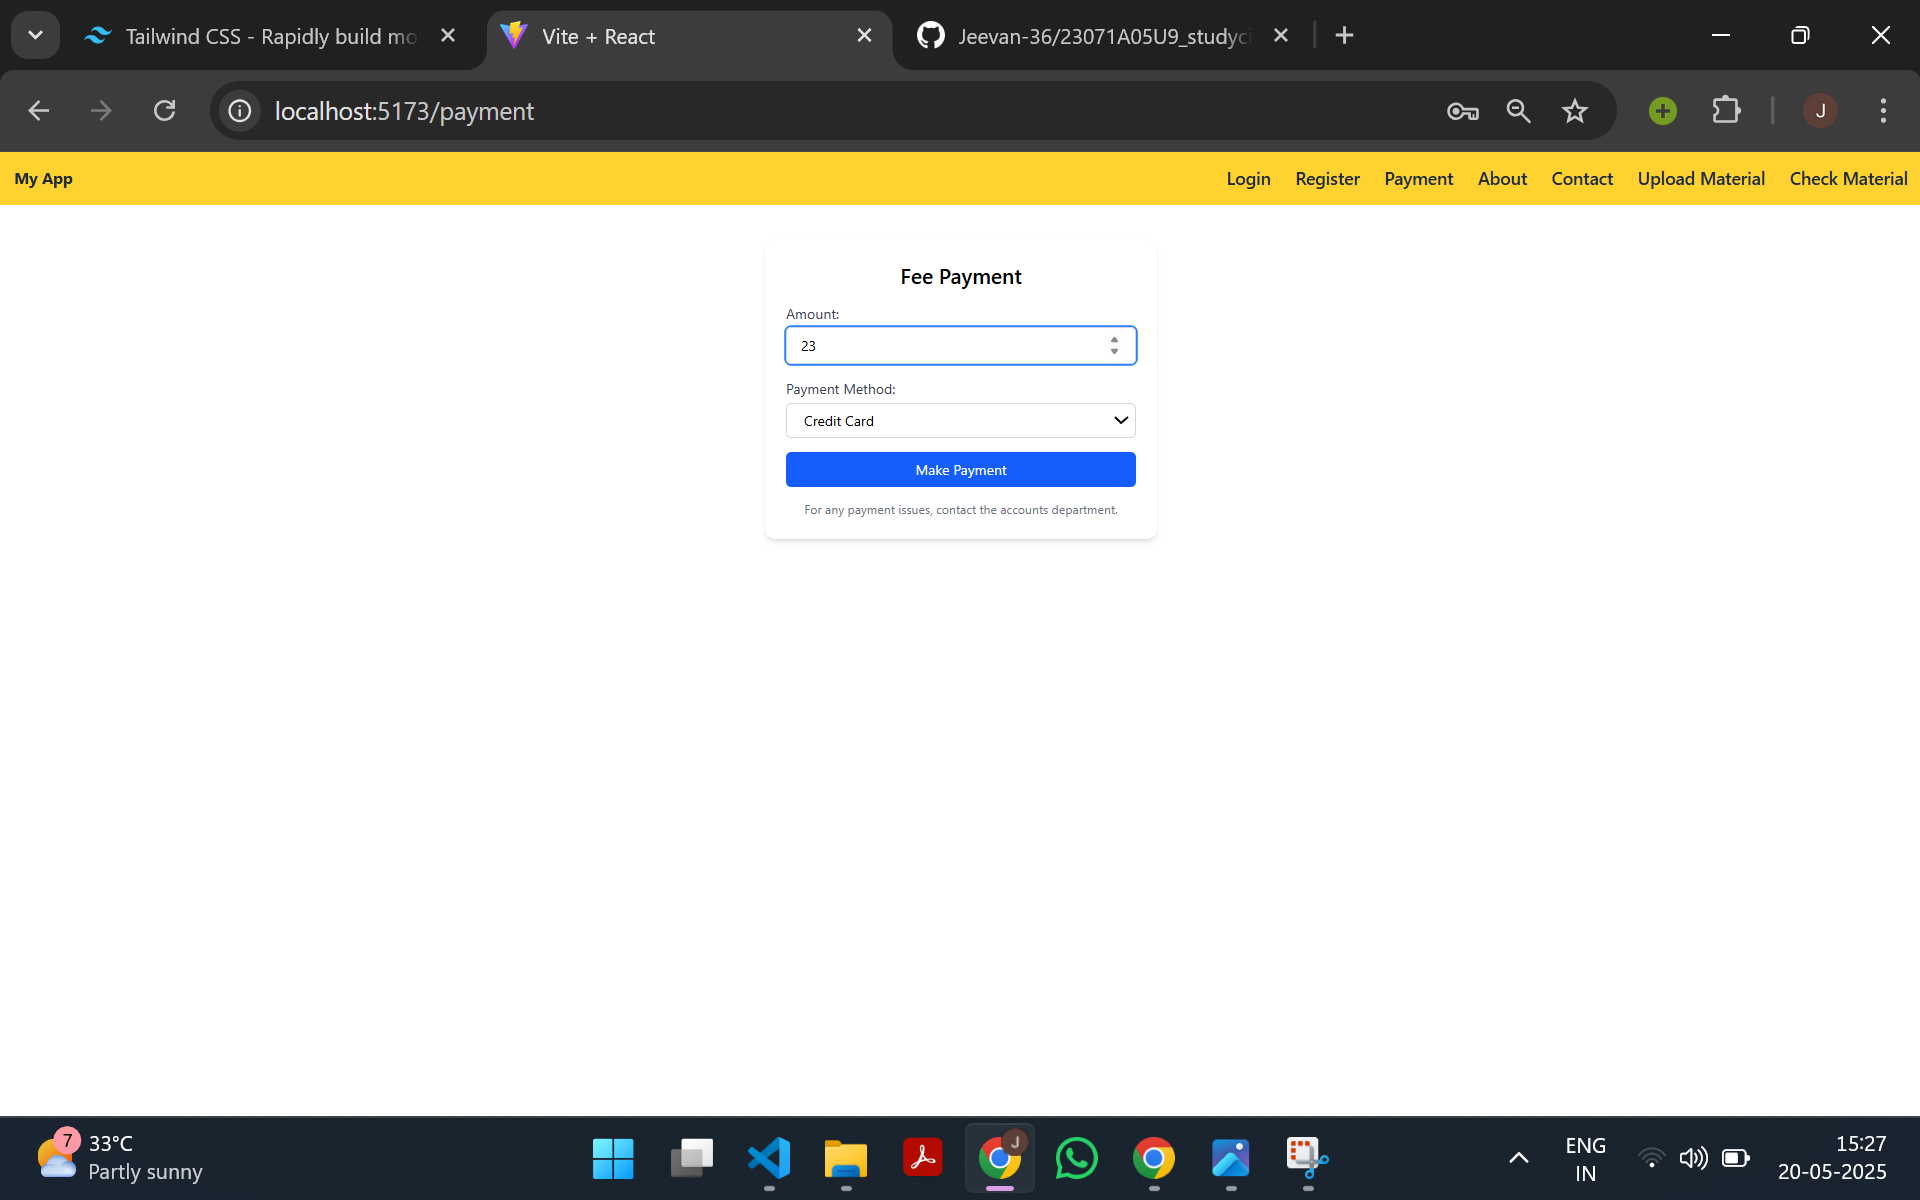 Tailwind CSS - Rapidly build mo
Vite + React
Jeevan-36/23071A05U9_studyci
localhost:5173/payment
J
My App
Login
Register
Payment
About
Contact
Upload Material
Check Material
Fee Payment
Amount:
23
Payment Method:
Credit Card
Make Payment
For any payment issues, contact the accounts department.
7
33°C
Partly sunny
J
ENG
IN
15:27
20-05-2025